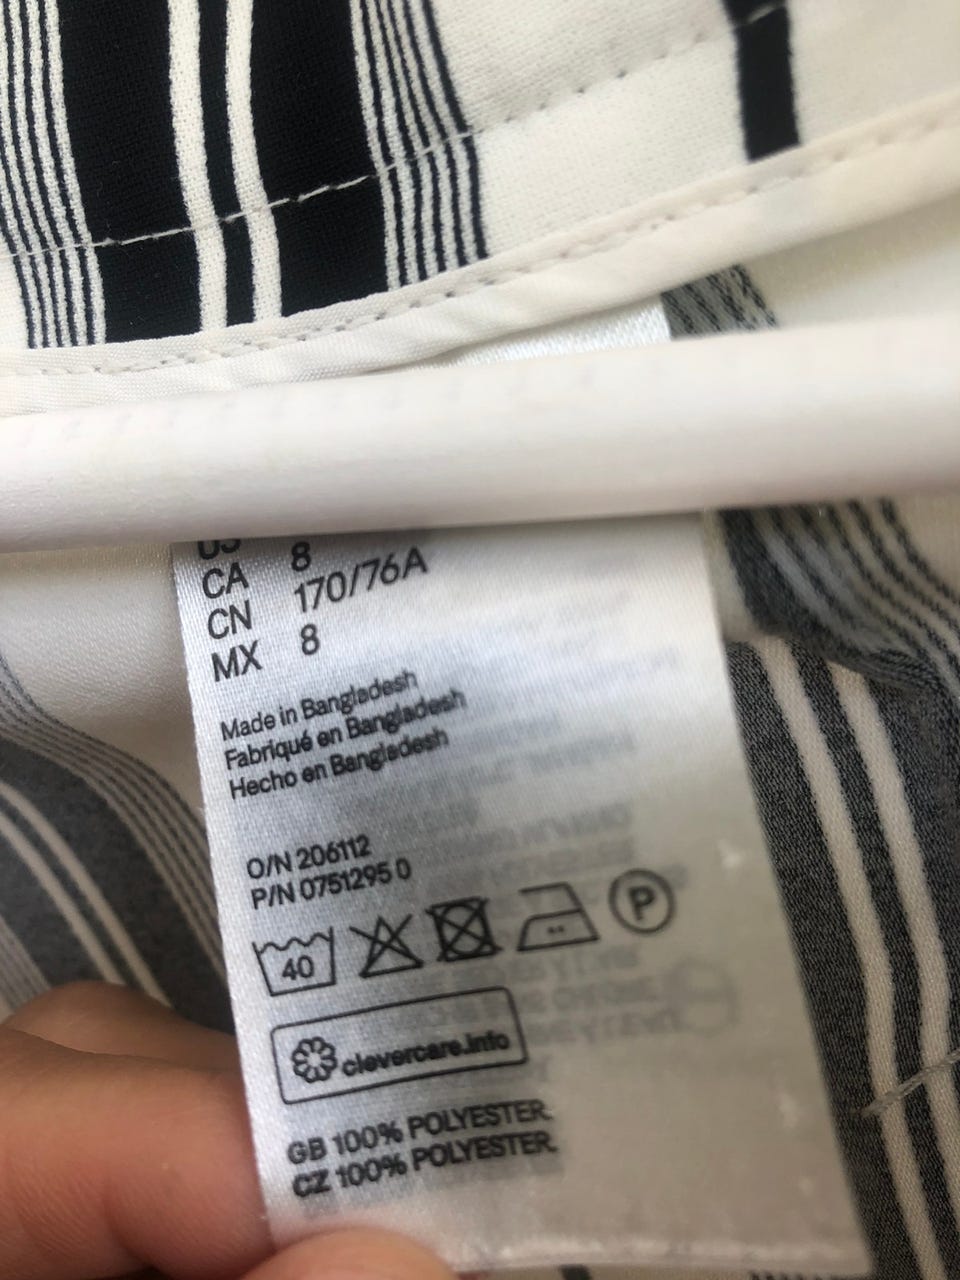 US 8
CA
CN 170/76A
MX 8
Made in Bangladesh
Fabriqué en Bangladesh
Hecho en Bangladesh
O/N 206112
P/N 0751295 0
40 P
clevercare.info
GB 100% POLYESTER.
CZ 100% POLYESTER.